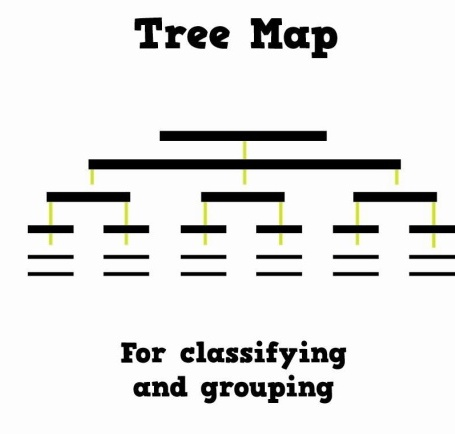 Tree Map
For classifying
and grouping